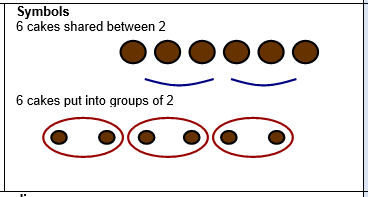 Symbols
6 cakes shared between 2
6 cakes put into groups of 2